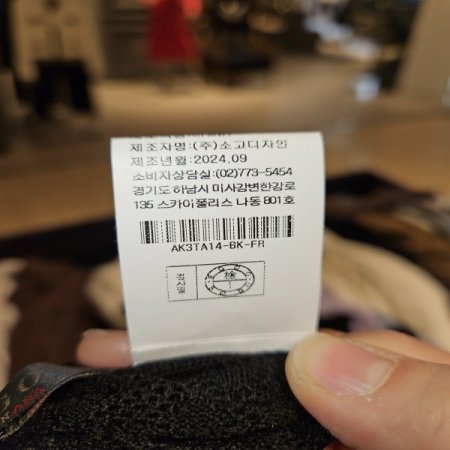 제조자명:(주)소고디자인
제조년월:2024.09
소비자상담실:(02)773-5454
경기도 하남시 미사강변한강로
135 스카이폴리스 나동 801호
AK3TA14-BK-FR
검사필